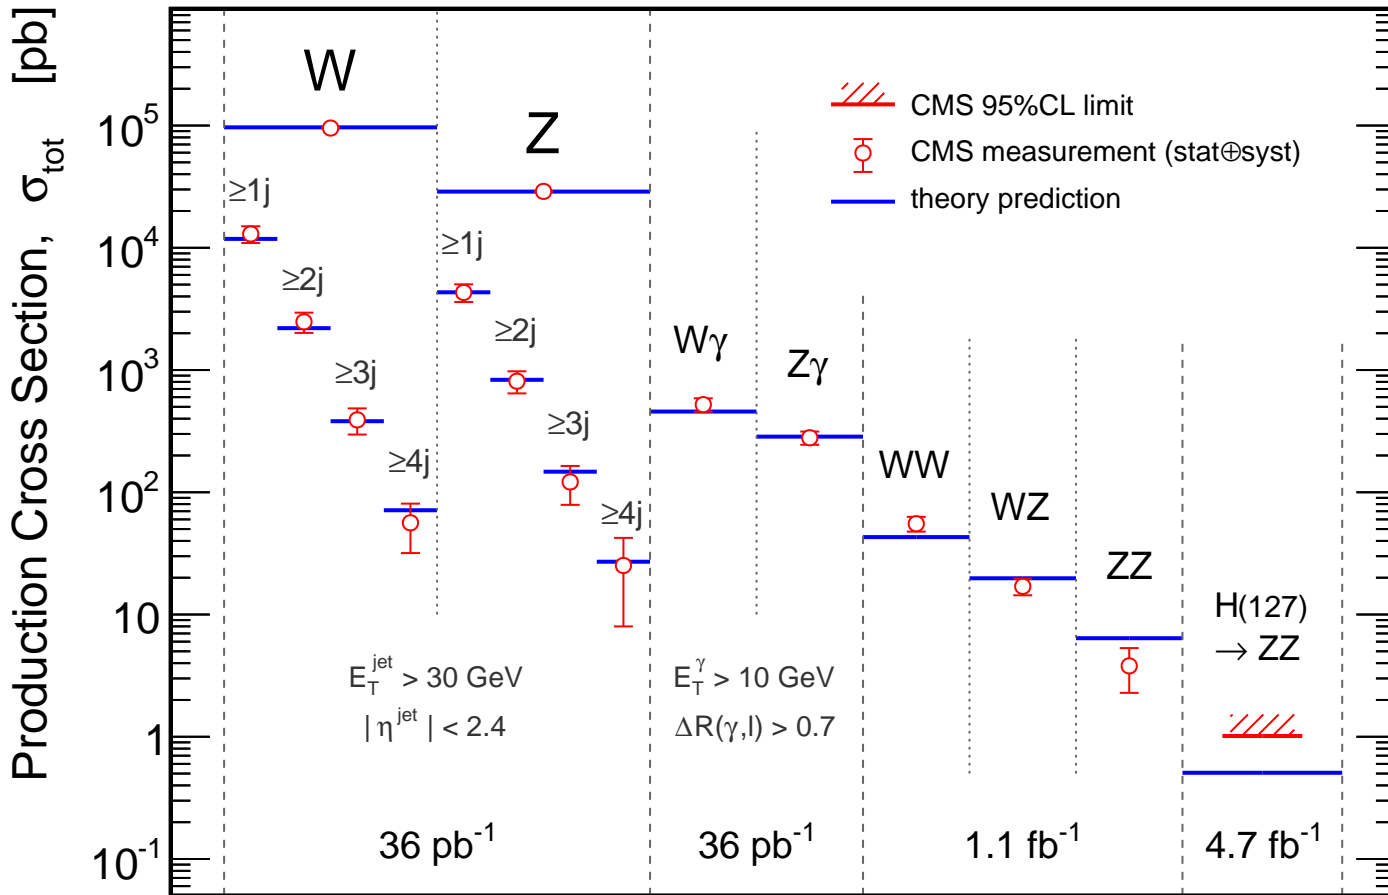 Production Cross Section, σ_tot [pb]
10^5
10^4
10^3
10^2
10
1
10^-1
W
≥1j
≥2j
≥3j
≥4j
Z
≥1j
≥2j
≥3j
≥4j
E_T^jet > 30 GeV
| η^jet | < 2.4
36 pb^-1
Wγ
Zγ
E_T^γ > 10 GeV
ΔR(γ,l) > 0.7
36 pb^-1
WW
WZ
ZZ
1.1 fb^-1
H(127)
→ ZZ
4.7 fb^-1
CMS 95%CL limit
CMS measurement (stat⊕syst)
theory prediction